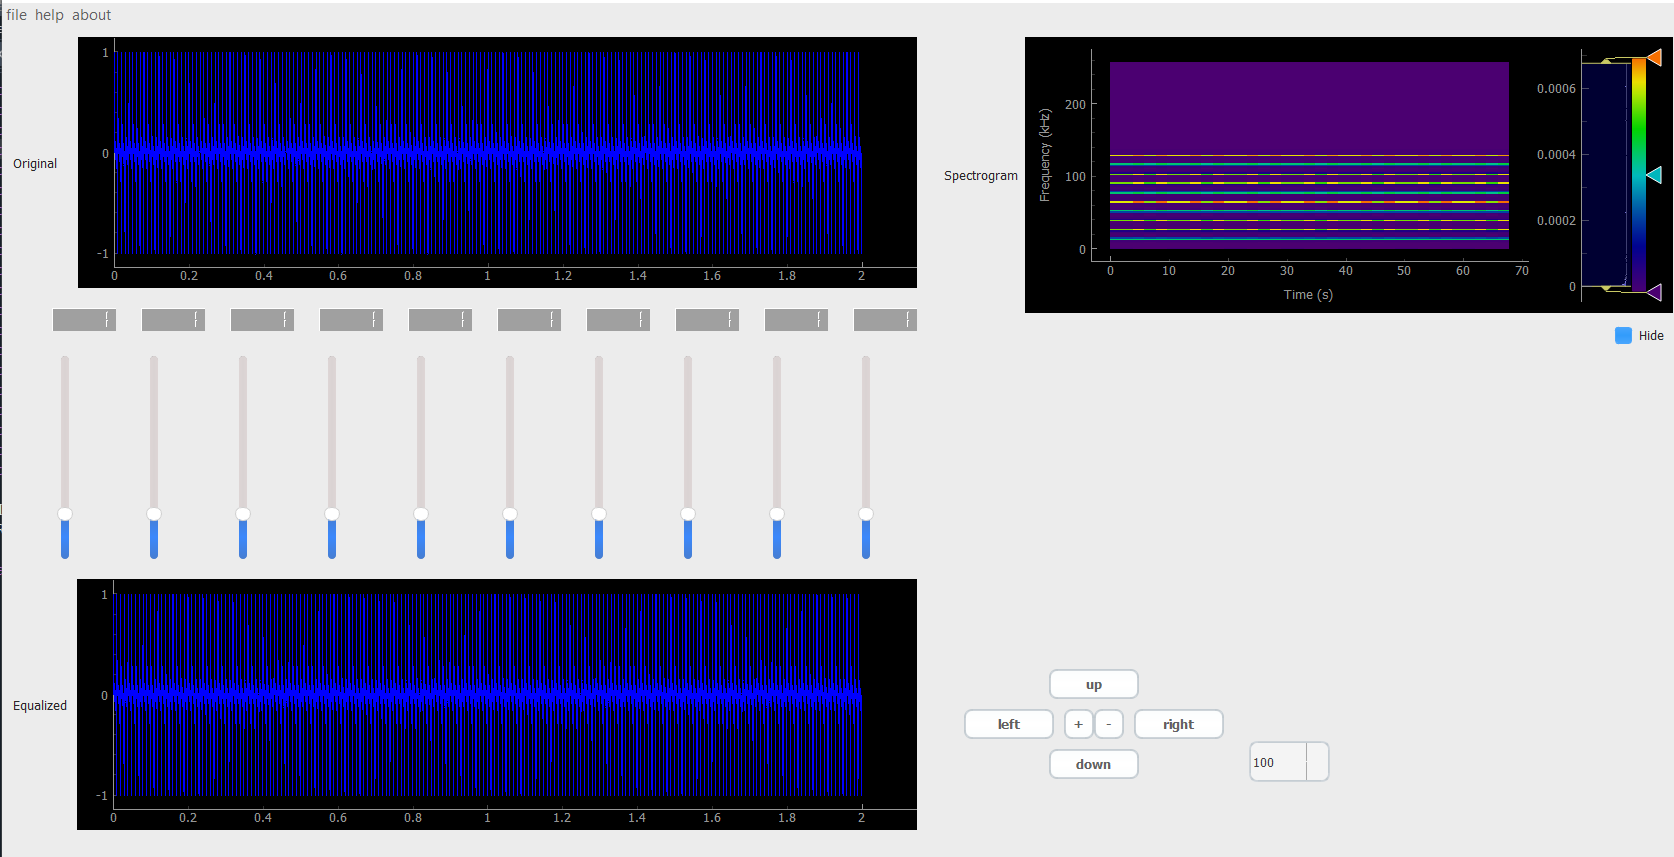 file help about
1
0
-1
Original
0 0.2 0.4 0.6 0.8 1 1.2 1.4 1.6 1.8 2
Spectrogram
Frequency (kHz)
200
100
0
0 10 20 30 40 50 60 70
Time (s)
0.0006
0.0004
0.0002
0
Hide
1
0
-1
Equalized
0 0.2 0.4 0.6 0.8 1 1.2 1.4 1.6 1.8 2
up
left + - right
down
100